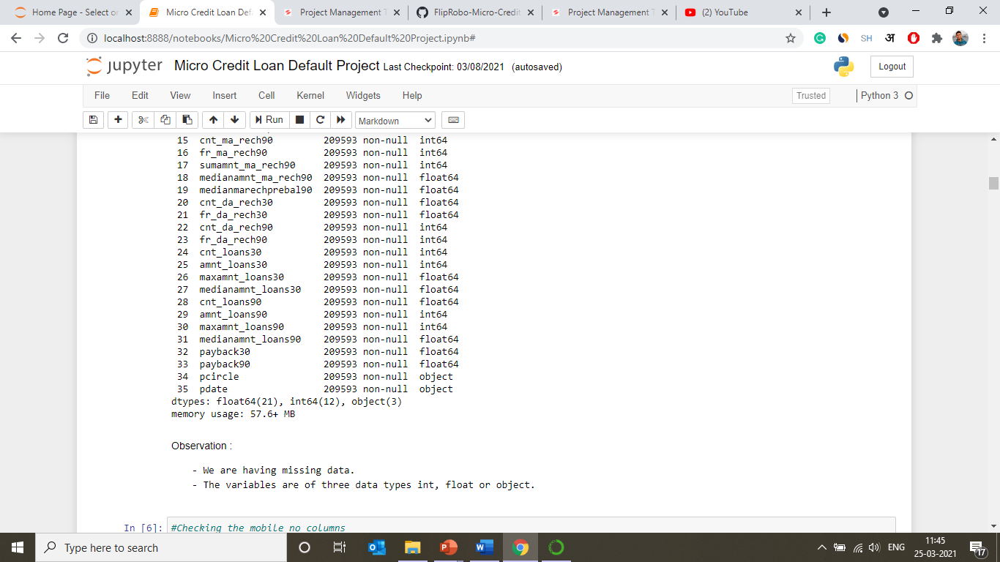 Home Page - Select or
Micro Credit Loan Def
Project Management T
FlipRobo-Micro-Credit
Project Management T
(2) YouTube
localhost:8888/notebooks/Micro%20Credit%20Loan%20Default%20Project.ipynb#
SH
अ
jupyter Micro Credit Loan Default Project Last Checkpoint: 03/08/2021 (autosaved)
Logout
File Edit View Insert Cell Kernel Widgets Help
Trusted
Python 3
Run
Markdown
15 cnt_ma_rech90 209593 non-null int64
16 fr_ma_rech90 209593 non-null int64
17 sumamnt_ma_rech90 209593 non-null int64
18 medianamnt_ma_rech90 209593 non-null float64
19 medianmarechprebal90 209593 non-null float64
20 cnt_da_rech30 209593 non-null float64
21 fr_da_rech30 209593 non-null float64
22 cnt_da_rech90 209593 non-null int64
23 fr_da_rech90 209593 non-null int64
24 cnt_loans30 209593 non-null int64
25 amnt_loans30 209593 non-null int64
26 maxamnt_loans30 209593 non-null float64
27 medianamnt_loans30 209593 non-null float64
28 cnt_loans90 209593 non-null float64
29 amnt_loans90 209593 non-null int64
30 maxamnt_loans90 209593 non-null int64
31 medianamnt_loans90 209593 non-null float64
32 payback30 209593 non-null float64
33 payback90 209593 non-null float64
34 pcircle 209593 non-null object
35 pdate 209593 non-null object
dtypes: float64(21), int64(12), object(3)
memory usage: 57.6+ MB
Observation :
- We are having missing data.
- The variables are of three data types int, float or object.
In [6]: #Checking the mobile no columns
Type here to search
ENG
11:45
25-03-2021
17